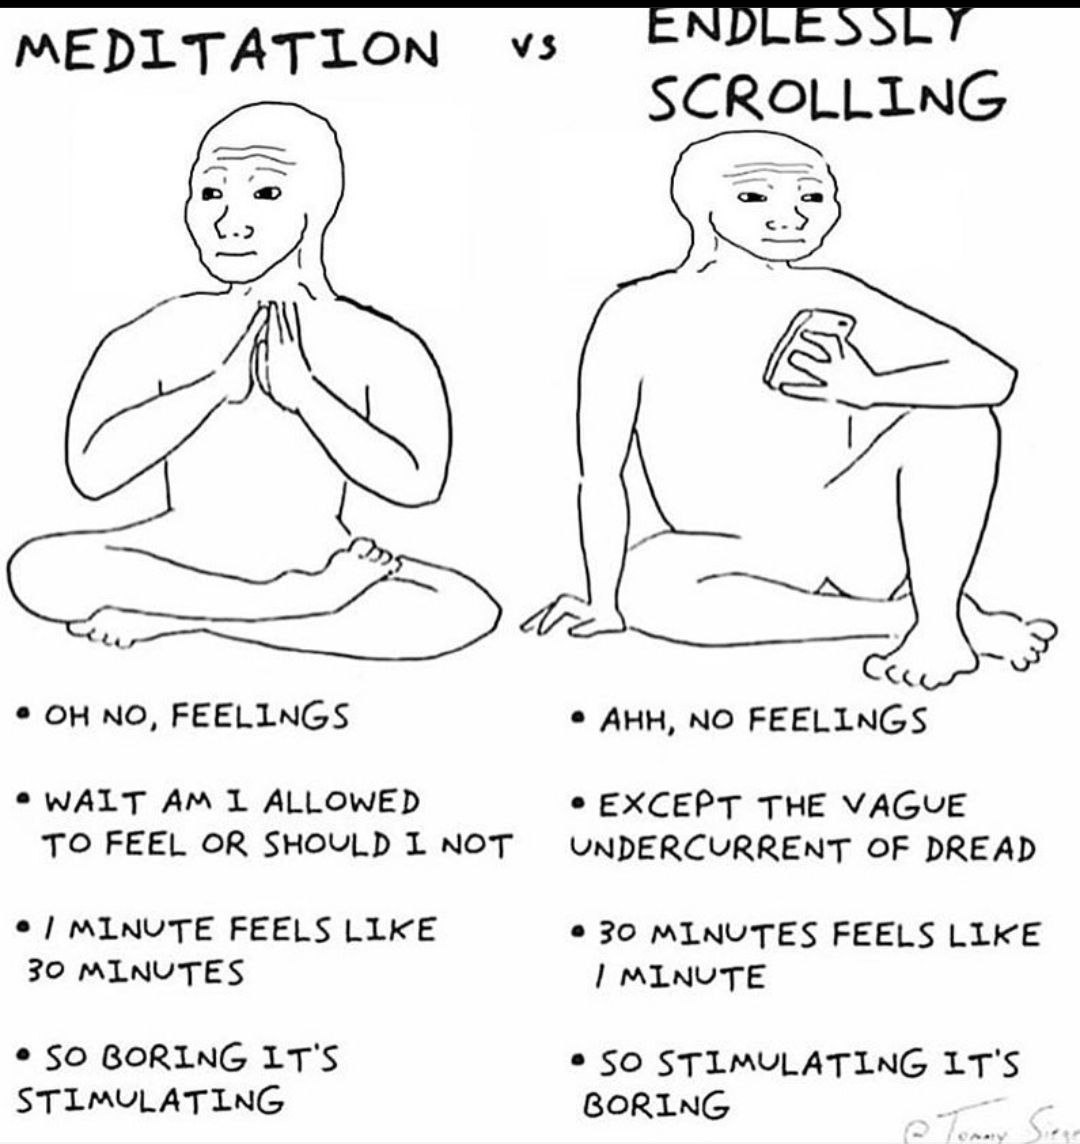 MEDITATION vs ENDLESSLY
SCROLLING
• OH NO, FEELINGS
• WAIT AM I ALLOWED
TO FEEL OR SHOULD I NOT
• 1 MINUTE FEELS LIKE
30 MINUTES
• SO BORING IT'S
STIMULATING
• AHH, NO FEELINGS
• EXCEPT THE VAGUE
UNDERCURRENT OF DREAD
• 30 MINUTES FEELS LIKE
1 MINUTE
• SO STIMULATING IT'S
BORING
@ Tommy